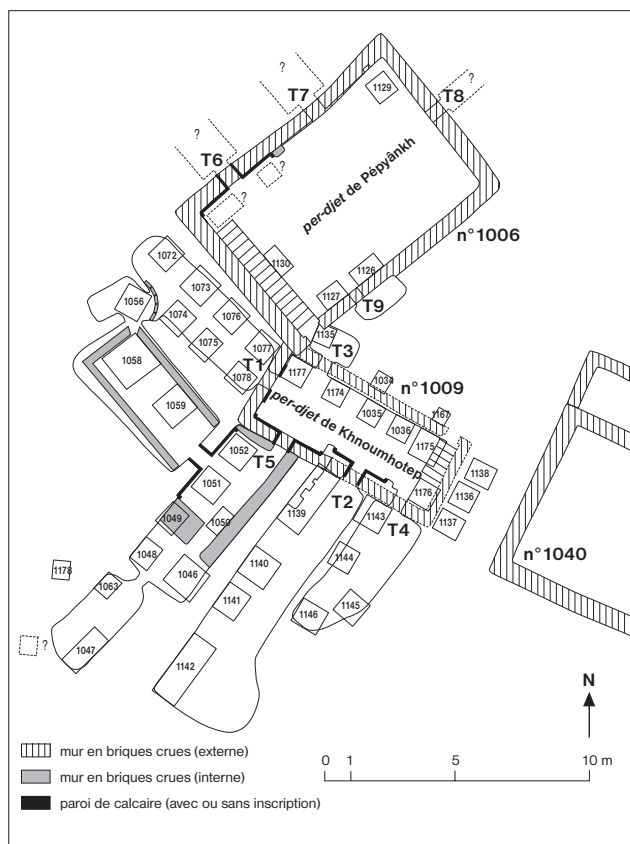 ?
T7
1129
T8
?
?
T6
?
?
per-djet de Pépyânkh
n°1006
1072
1130
1073
1126
1056
1127
1074
1076
T9
1135
1075
1077
T3
1058
T1
1177
1078
1034
n°1009
1174
1059
1035
1167
per-djet de Khnoumhotep
1036
1052
1175
T5
1138
1051
1176
1136
T2
1139
1143
1049
1050
T4
1137
n°1040
1048
1144
1140
1178
1046
1063
1141
1145
1146
?
1047
1142
N
mur en briques crues (externe)
mur en briques crues (interne)
0 1 5 10 m
paroi de calcaire (avec ou sans inscription)